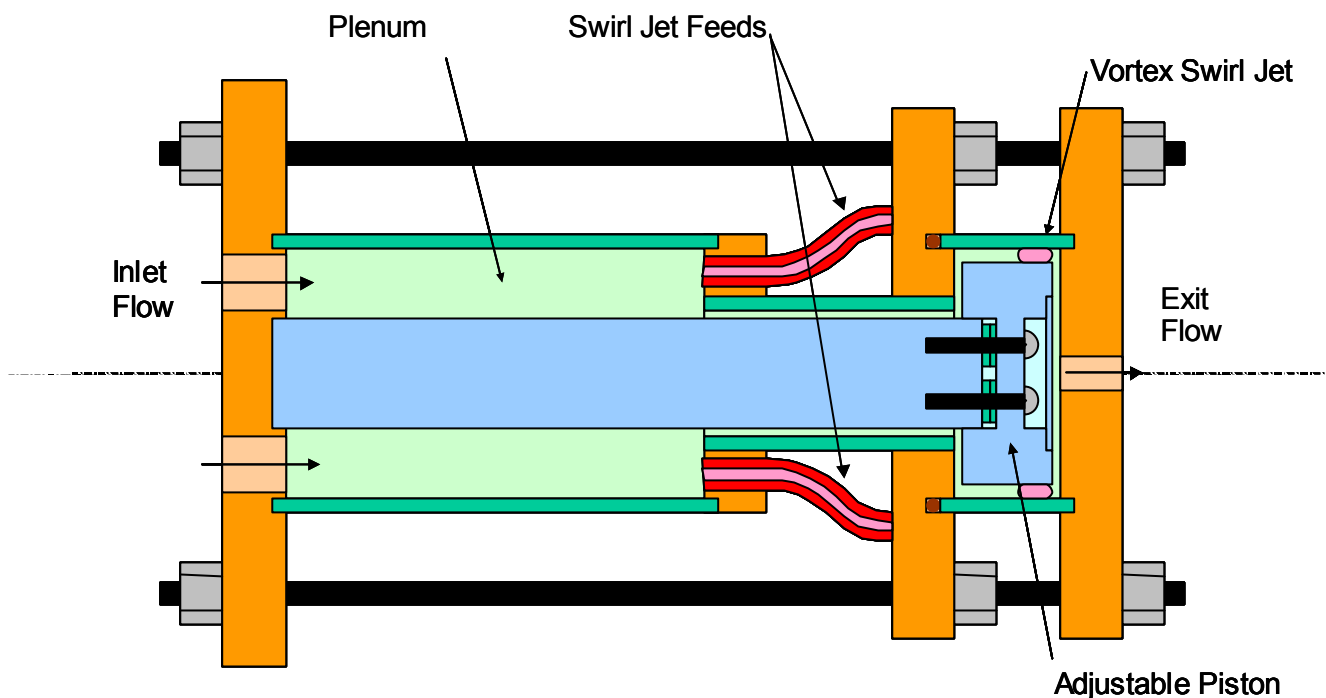 Plenum
Swirl Jet Feeds
Vortex Swirl Jet
Inlet
Flow
Exit
Flow
Adjustable Piston